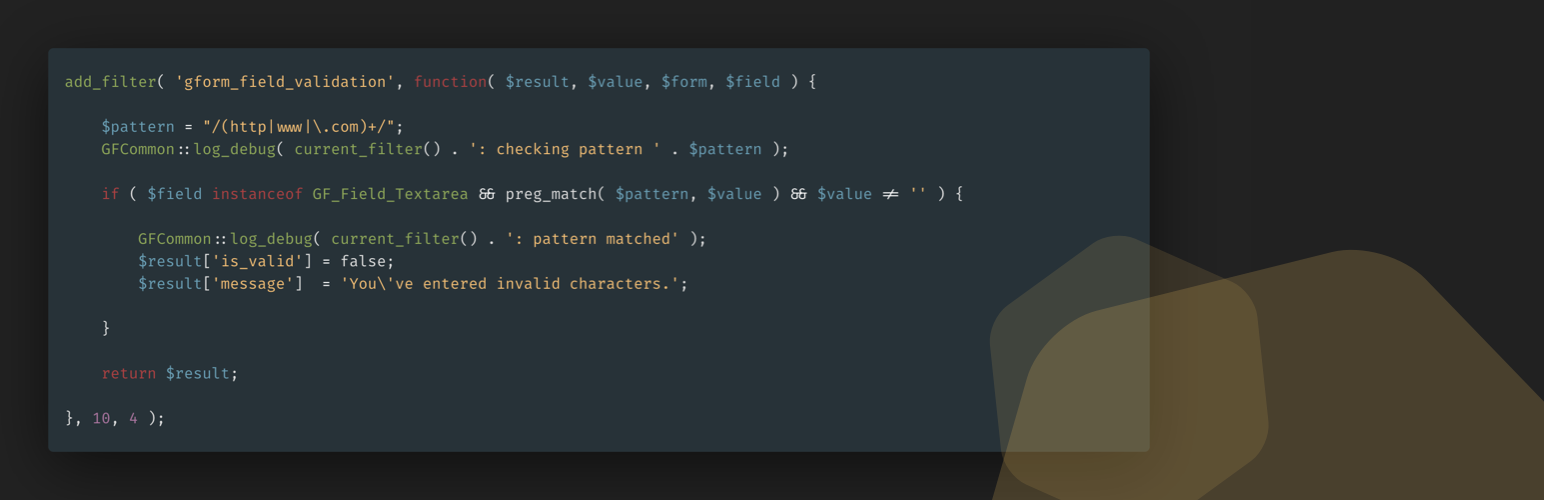 add_filter( 'gform_field_validation', function( $result, $value, $form, $field ) {
$pattern = "/(http|www|\.com)+/";
GFCommon::log_debug( current_filter() . ': checking pattern ' . $pattern );
if ( $field instanceof GF_Field_Textarea && preg_match( $pattern, $value ) && $value != '' ) {
GFCommon::log_debug( current_filter() . ': pattern matched' );
$result['is_valid'] = false;
$result['message']  = 'You\'ve entered invalid characters.';
}
return $result;
}, 10, 4 );